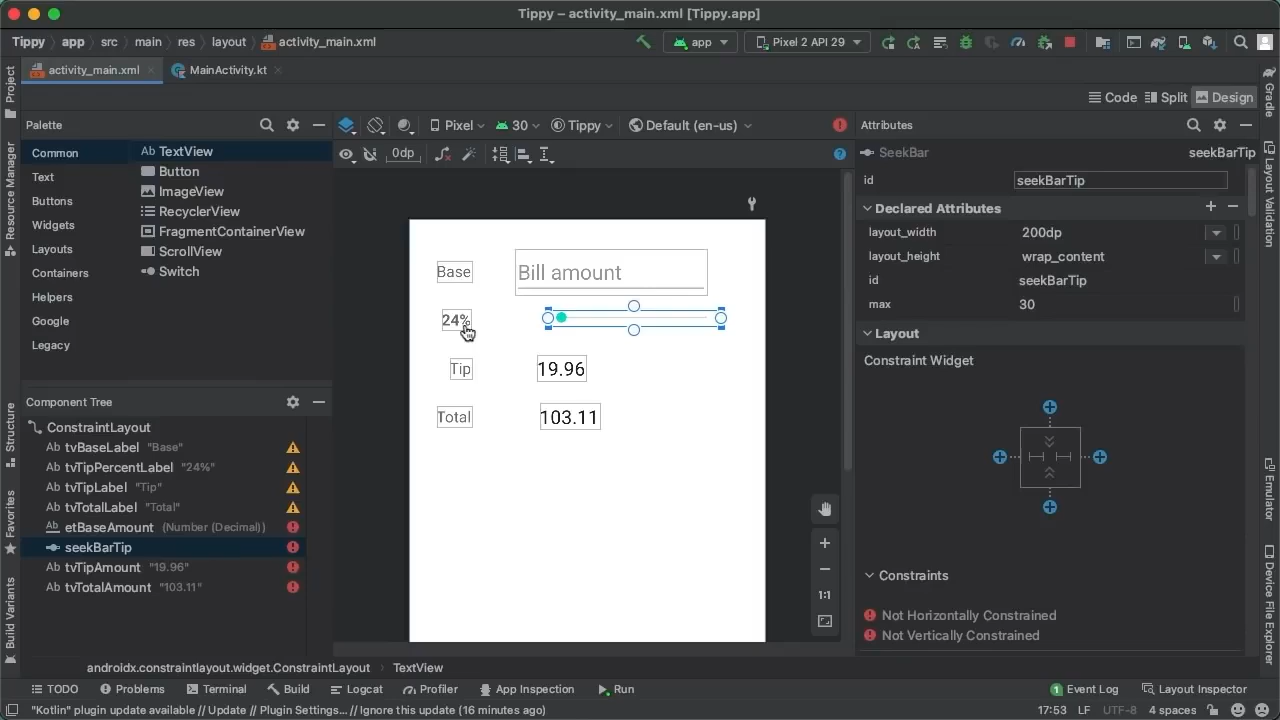 Tippy – activity_main.xml [Tippy.app]
Tippy app src main res layout activity_main.xml app Pixel 2 API 29
activity_main.xml MainActivity.kt
Code Split Design
Palette
Common
Text
Buttons
Widgets
Layouts
Containers
Helpers
Google
Legacy
Ab TextView
Button
ImageView
RecyclerView
FragmentContainerView
ScrollView
Switch
Pixel 30 Tippy Default (en-us)
0dp
Base
Bill amount
24%
Tip
19.96
Total
103.11
1:1
Component Tree
ConstraintLayout
Ab tvBaseLabel "Base"
Ab tvTipPercentLabel "24%"
Ab tvTipLabel "Tip"
Ab tvTotalLabel "Total"
Ab etBaseAmount (Number (Decimal))
seekBarTip
Ab tvTipAmount "19.96"
Ab tvTotalAmount "103.11"
Attributes
SeekBar seekBarTip
id seekBarTip
Declared Attributes
layout_width 200dp
layout_height wrap_content
id seekBarTip
max 30
Layout
Constraint Widget
Constraints
Not Horizontally Constrained
Not Vertically Constrained
Project
Resource Manager
Structure
Favorites
Build Variants
Gradle
Layout Validation
Emulator
Device File Explorer
androidx.constraintlayout.widget.ConstraintLayout TextView
TODO Problems Terminal Build Logcat Profiler App Inspection Run 1 Event Log Layout Inspector
"Kotlin" plugin update available // Update // Plugin Settings... // Ignore this update (16 minutes ago) 17:53 LF UTF-8 4 spaces